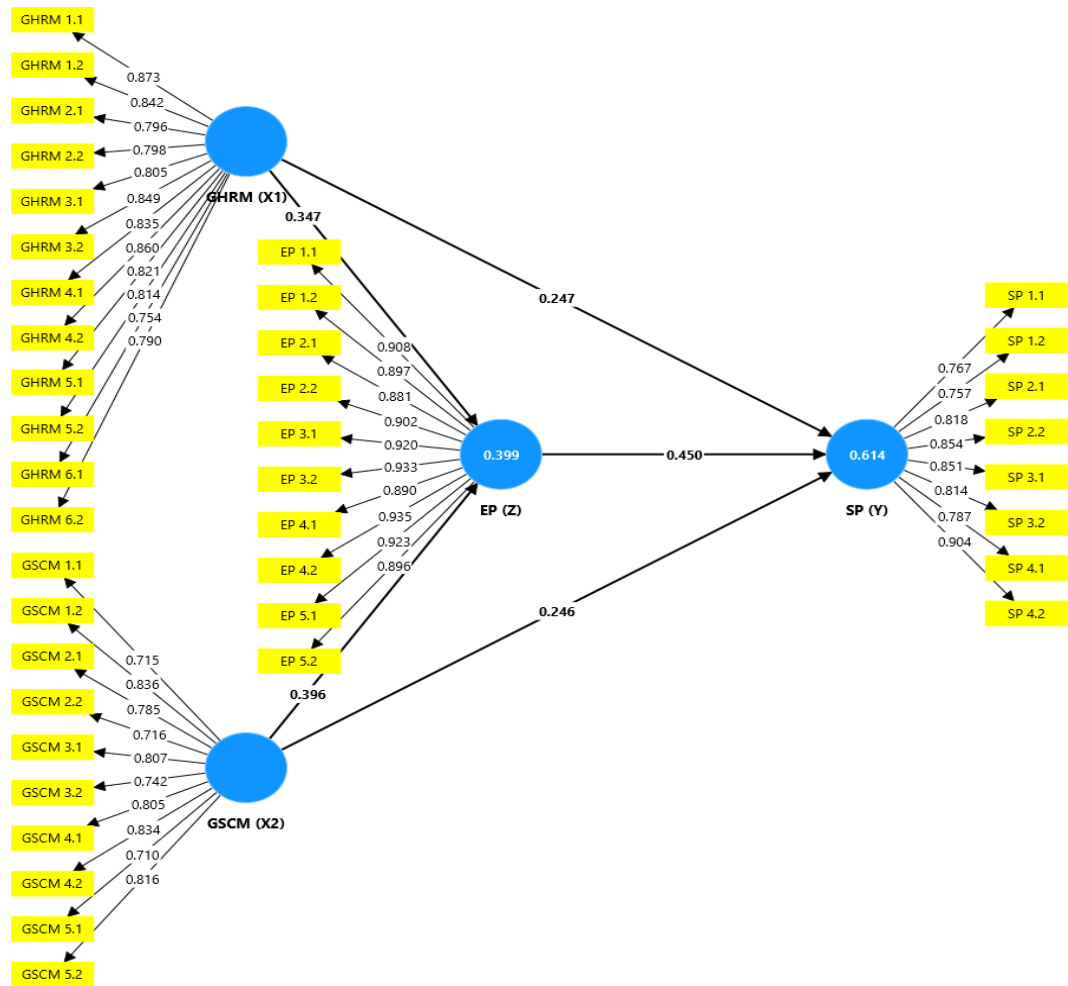 GHRM 1.1
GHRM 1.2
GHRM 2.1
GHRM 2.2
GHRM 3.1
GHRM 3.2
GHRM 4.1
GHRM 4.2
GHRM 5.1
GHRM 5.2
GHRM 6.1
GHRM 6.2
0.873
0.842
0.796
0.798
0.805
0.849
0.835
0.860
0.821
0.814
0.754
0.790
GHRM (X1)
0.347
0.247
EP 1.1
EP 1.2
EP 2.1
EP 2.2
EP 3.1
EP 3.2
EP 4.1
EP 4.2
EP 5.1
EP 5.2
0.908
0.897
0.881
0.902
0.920
0.933
0.890
0.935
0.923
0.896
0.399
EP (Z)
0.450
0.614
SP (Y)
0.767
0.757
0.818
0.854
0.851
0.814
0.787
0.904
SP 1.1
SP 1.2
SP 2.1
SP 2.2
SP 3.1
SP 3.2
SP 4.1
SP 4.2
0.396
0.246
GSCM 1.1
GSCM 1.2
GSCM 2.1
GSCM 2.2
GSCM 3.1
GSCM 3.2
GSCM 4.1
GSCM 4.2
GSCM 5.1
GSCM 5.2
0.715
0.836
0.785
0.716
0.807
0.742
0.805
0.834
0.710
0.816
GSCM (X2)